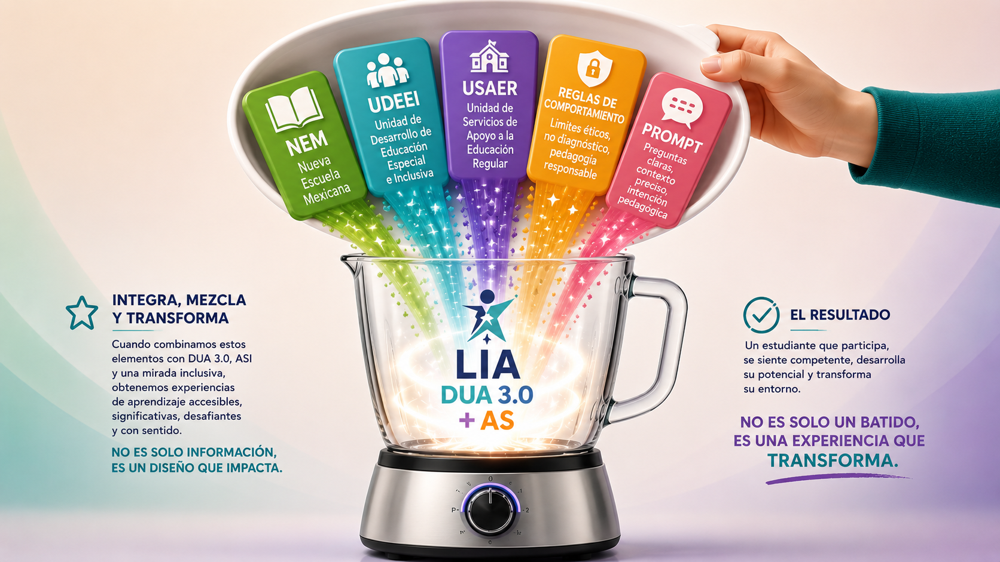 NEM
Nueva
Escuela
Mexicana
UDEEI
Unidad de
Desarrollo de
Educación
Especial
e Inclusiva
USAER
Unidad de
Servicios de
Apoyo a la
Educación
Regular
REGLAS DE
COMPORTAMIENTO
Limites éticos,
no diagnóstico,
pedagogía
responsable
PROMPT
Preguntas
claras,
contexto
preciso,
intención
pedagógica
INTEGRA, MEZCLA
Y TRANSFORMA
Cuando combinamos estos
elementos con DUA 3.0, ASI
y una mirada inclusiva,
obtenemos experiencias
de aprendizaje accesibles,
significativas, desafiantes
y con sentido.
NO ES SOLO INFORMACIÓN,
ES UN DISEÑO QUE IMPACTA.
LIA
DUA 3.0
+ AS
EL RESULTADO
Un estudiante que participa,
se siente competente, desarrolla
su potencial y transforma
su entorno.
NO ES SOLO UN BATIDO,
ES UNA EXPERIENCIA QUE
TRANSFORMA.
0
1
P
2
0